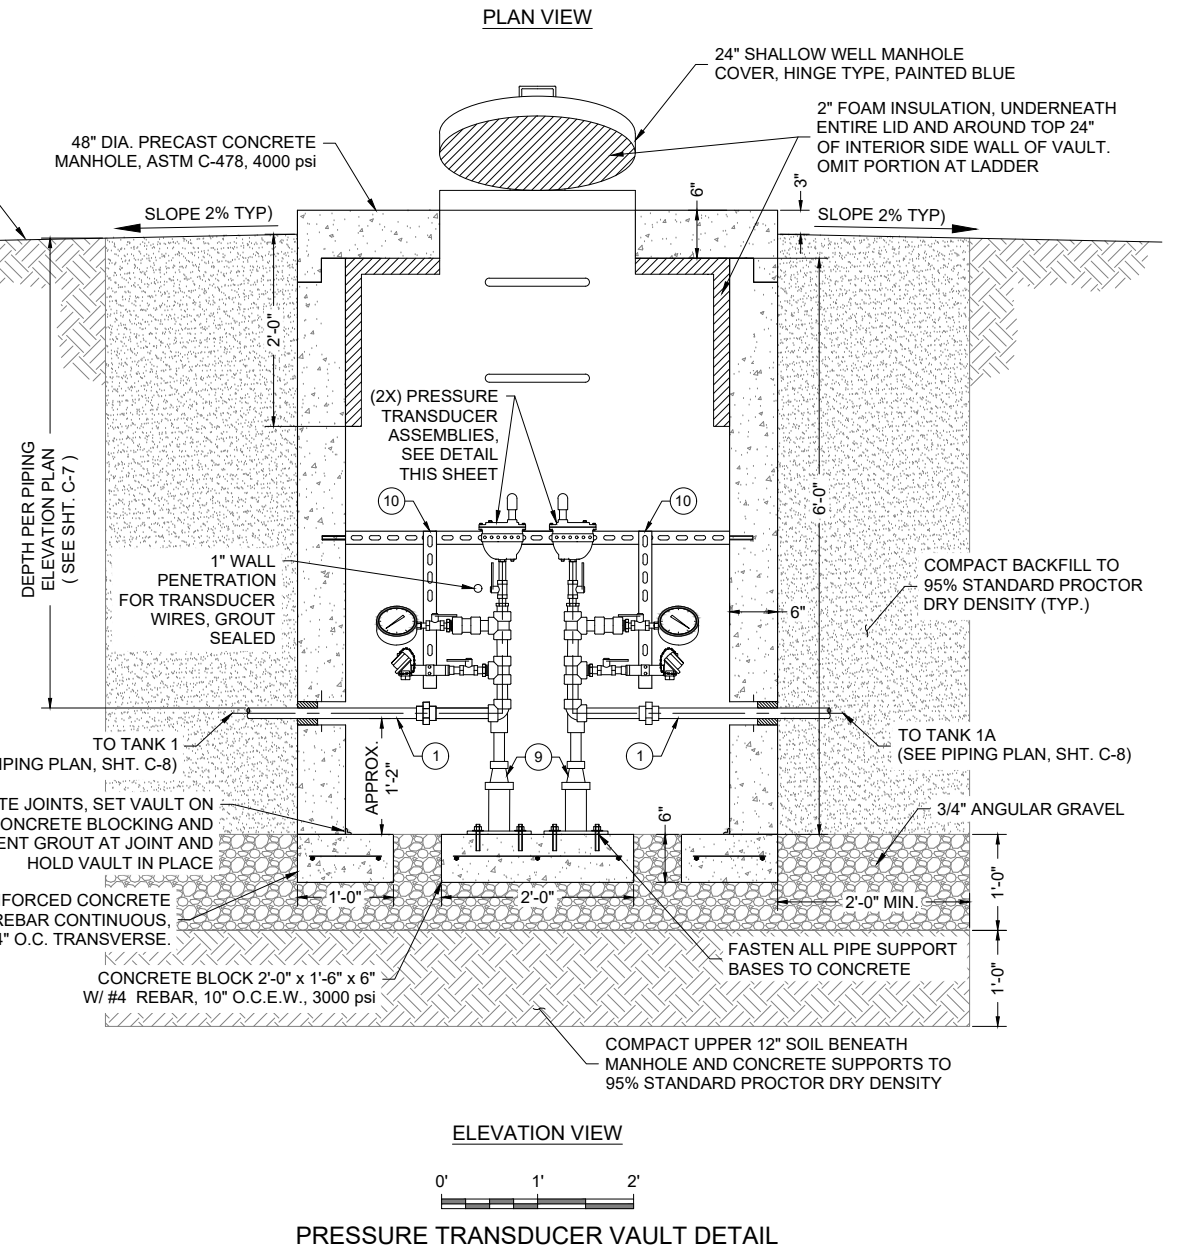 PLAN VIEW
24" SHALLOW WELL MANHOLE
COVER, HINGE TYPE, PAINTED BLUE
2" FOAM INSULATION, UNDERNEATH
ENTIRE LID AND AROUND TOP 24"
OF INTERIOR SIDE WALL OF VAULT.
OMIT PORTION AT LADDER
48" DIA. PRECAST CONCRETE
MANHOLE, ASTM C-478, 4000 psi
6"
3"
SLOPE 2% TYP)
SLOPE 2% TYP)
2'-0"
(2X) PRESSURE
TRANSDUCER
ASSEMBLIES,
SEE DETAIL
THIS SHEET
DEPTH PER PIPING
ELEVATION PLAN
( SEE SHT. C-7 )
10
10
6'-0"
1" WALL
PENETRATION
FOR TRANSDUCER
WIRES, GROUT
SEALED
COMPACT BACKFILL TO
95% STANDARD PROCTOR
DRY DENSITY (TYP.)
6"
TO TANK 1
PIPING PLAN, SHT. C-8)
1
9
1
TO TANK 1A
(SEE PIPING PLAN, SHT. C-8)
APPROX.
1'-2"
TE JOINTS, SET VAULT ON
ONCRETE BLOCKING AND
ENT GROUT AT JOINT AND
HOLD VAULT IN PLACE
6"
3/4" ANGULAR GRAVEL
1'-0"
2'-0"
2'-0" MIN.
1'-0"
FORCED CONCRETE
REBAR CONTINUOUS,
4" O.C. TRANSVERSE.
FASTEN ALL PIPE SUPPORT
BASES TO CONCRETE
1'-0"
CONCRETE BLOCK 2'-0" x 1'-6" x 6"
W/ #4 REBAR, 10" O.C.E.W., 3000 psi
COMPACT UPPER 12" SOIL BENEATH
MANHOLE AND CONCRETE SUPPORTS TO
95% STANDARD PROCTOR DRY DENSITY
ELEVATION VIEW
0' 1' 2'
PRESSURE TRANSDUCER VAULT DETAIL